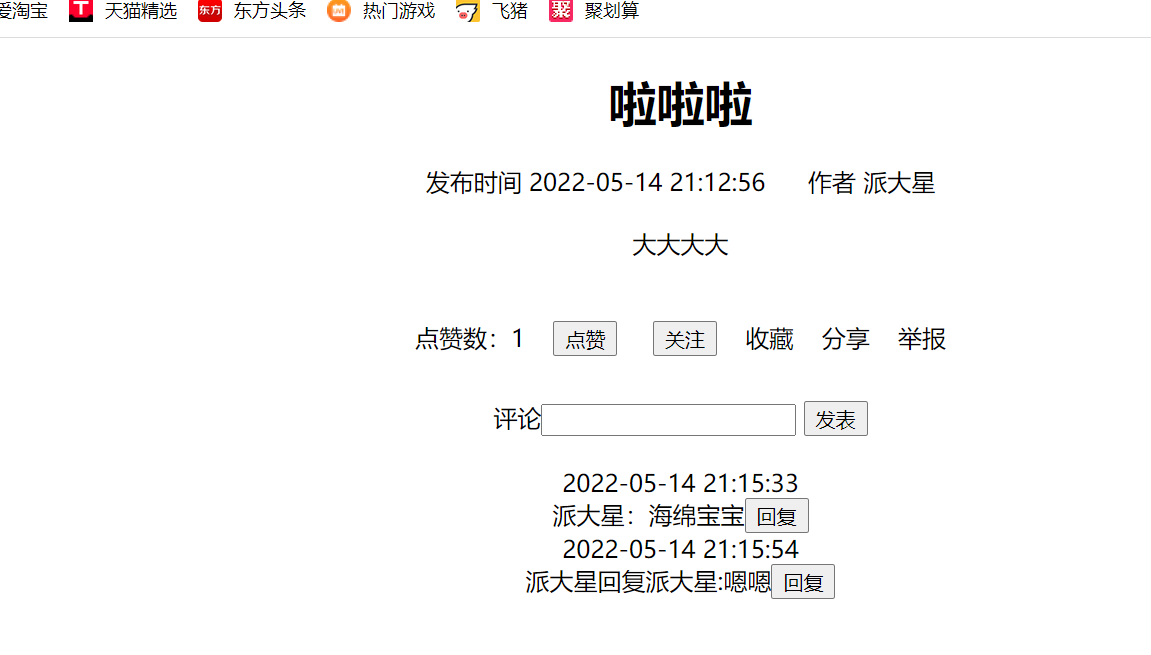 爱淘宝 T 天猫精选 东方 东方头条 热门游戏 飞猪 聚 聚划算
啦啦啦
发布时间 2022-05-14 21:12:56 作者 派大星
大大大大
点赞数：1 点赞 关注 收藏 分享 举报
评论 发表
2022-05-14 21:15:33
派大星：海绵宝宝 回复
2022-05-14 21:15:54
派大星回复派大星:嗯嗯 回复